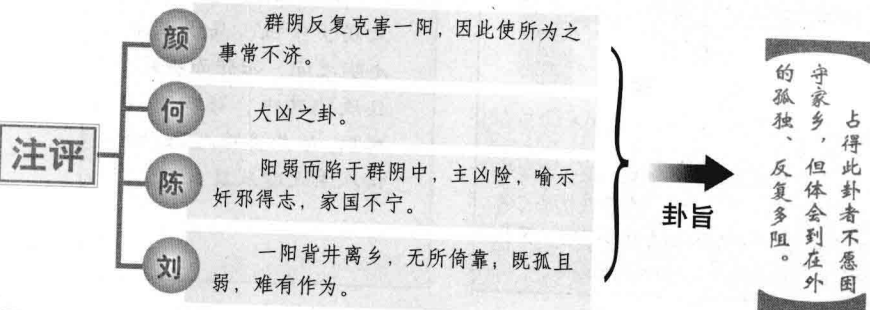 注评
颜
群阴反复克害一阳，因此使所为之
事常不济。
何
大凶之卦。
陈
阳弱而陷于群阴中，主凶险，喻示
奸邪得志，家国不宁。
刘
一阳背井离乡，无所倚靠；既孤且
弱，难有作为。
卦旨
占得此卦者不愿困
守家乡，但体会到在外
的孤独、反复多阻。